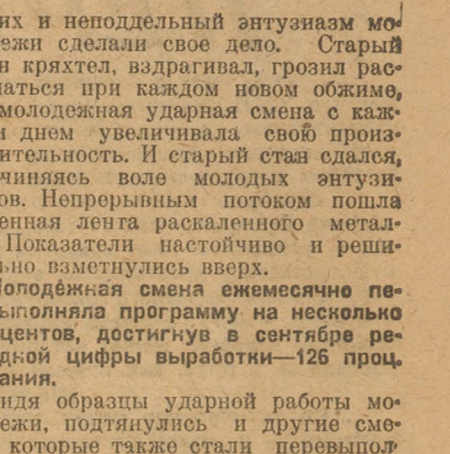 их и неподдельный энтузиазм мо-
ежи сделали свое дело. Старый
н кряхтел, вздрагивал, грозил рас-
аться при каждом новом обжиме,
молодежная ударная смена с каж-
м днем увеличивала свою произ-
ительность. И старый стан сдался,
чиняясь воле молодых энтузи-
ов. Непрерывным потоком пошла
енная лента раскаленного метал-
Показатели настойчиво и реши-
ьно взметнулись вверх.
олодёжная смена ежемесячно пе-
ыполняла программу на несколько
центов, достигнув в сентябре ре-
дной цифры выработки—126 проц.
ания.
идя образцы ударной работы мо-
ежи, подтянулись и другие сме-
которые также стали перевыпол-